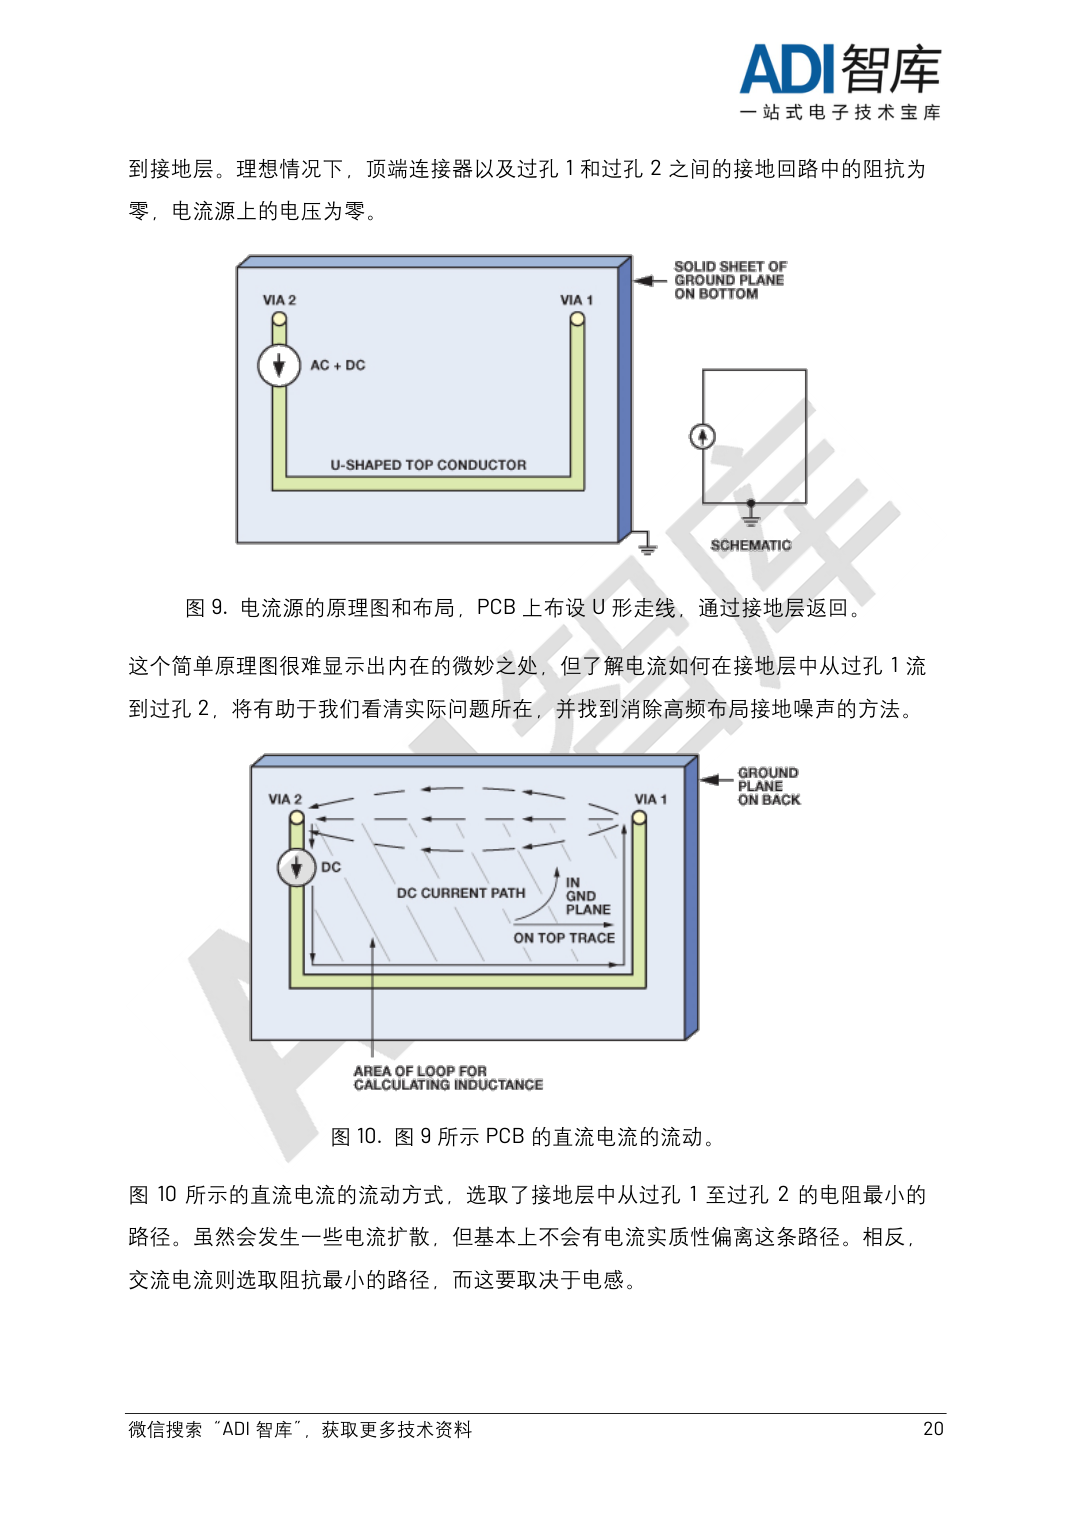 ADI智库
一站式电子技术宝库
到接地层。理想情况下，顶端连接器以及过孔 1 和过孔 2 之间的接地回路中的阻抗为
零，电流源上的电压为零。
SOLID SHEET OF
GROUND PLANE
ON BOTTOM
VIA 2
VIA 1
AC + DC
U-SHAPED TOP CONDUCTOR
SCHEMATIC
图 9. 电流源的原理图和布局，PCB 上布设 U 形走线，通过接地层返回。
这个简单原理图很难显示出内在的微妙之处，但了解电流如何在接地层中从过孔 1 流
到过孔 2，将有助于我们看清实际问题所在，并找到消除高频布局接地噪声的方法。
GROUND
PLANE
ON BACK
VIA 2
VIA 1
DC
DC CURRENT PATH
IN
GND
PLANE
ON TOP TRACE
AREA OF LOOP FOR
CALCULATING INDUCTANCE
图 10. 图 9 所示 PCB 的直流电流的流动。
图 10 所示的直流电流的流动方式，选取了接地层中从过孔 1 至过孔 2 的电阻最小的
路径。虽然会发生一些电流扩散，但基本上不会有电流实质性偏离这条路径。相反，
交流电流则选取阻抗最小的路径，而这要取决于电感。
微信搜索“ADI 智库”，获取更多技术资料
20
ADI智库